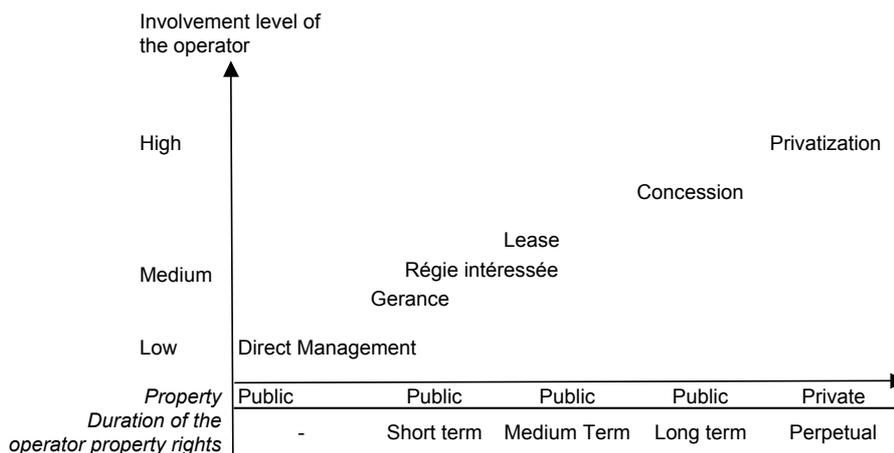 Involvement level of
the operator
High
Privatization
Concession
Lease
Medium
Régie intéressée
Gerance
Low
Direct Management
Property Public Public Public Public Private
Duration of the
operator property rights
- Short term Medium Term Long term Perpetual